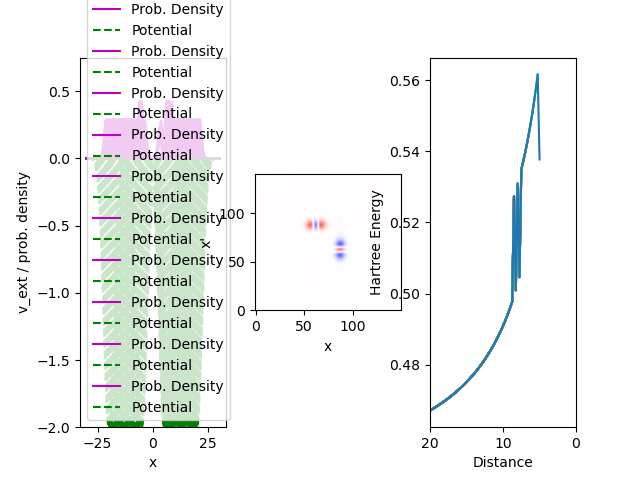 Prob. Density
Potential
Prob. Density
Potential
Prob. Density
Potential
Prob. Density
Potential
Prob. Density
Potential
Prob. Density
Potential
Prob. Density
Potential
Prob. Density
Potential
Prob. Density
Potential
Prob. Density
Potential
0.5
0.0
−0.5
−1.0
−1.5
−2.0
−25
0
25
x
v_ext / prob. density
100
50
0
0
50
100
x
x'
0.56
0.54
0.52
0.50
0.48
20
10
0
Distance
Hartree Energy